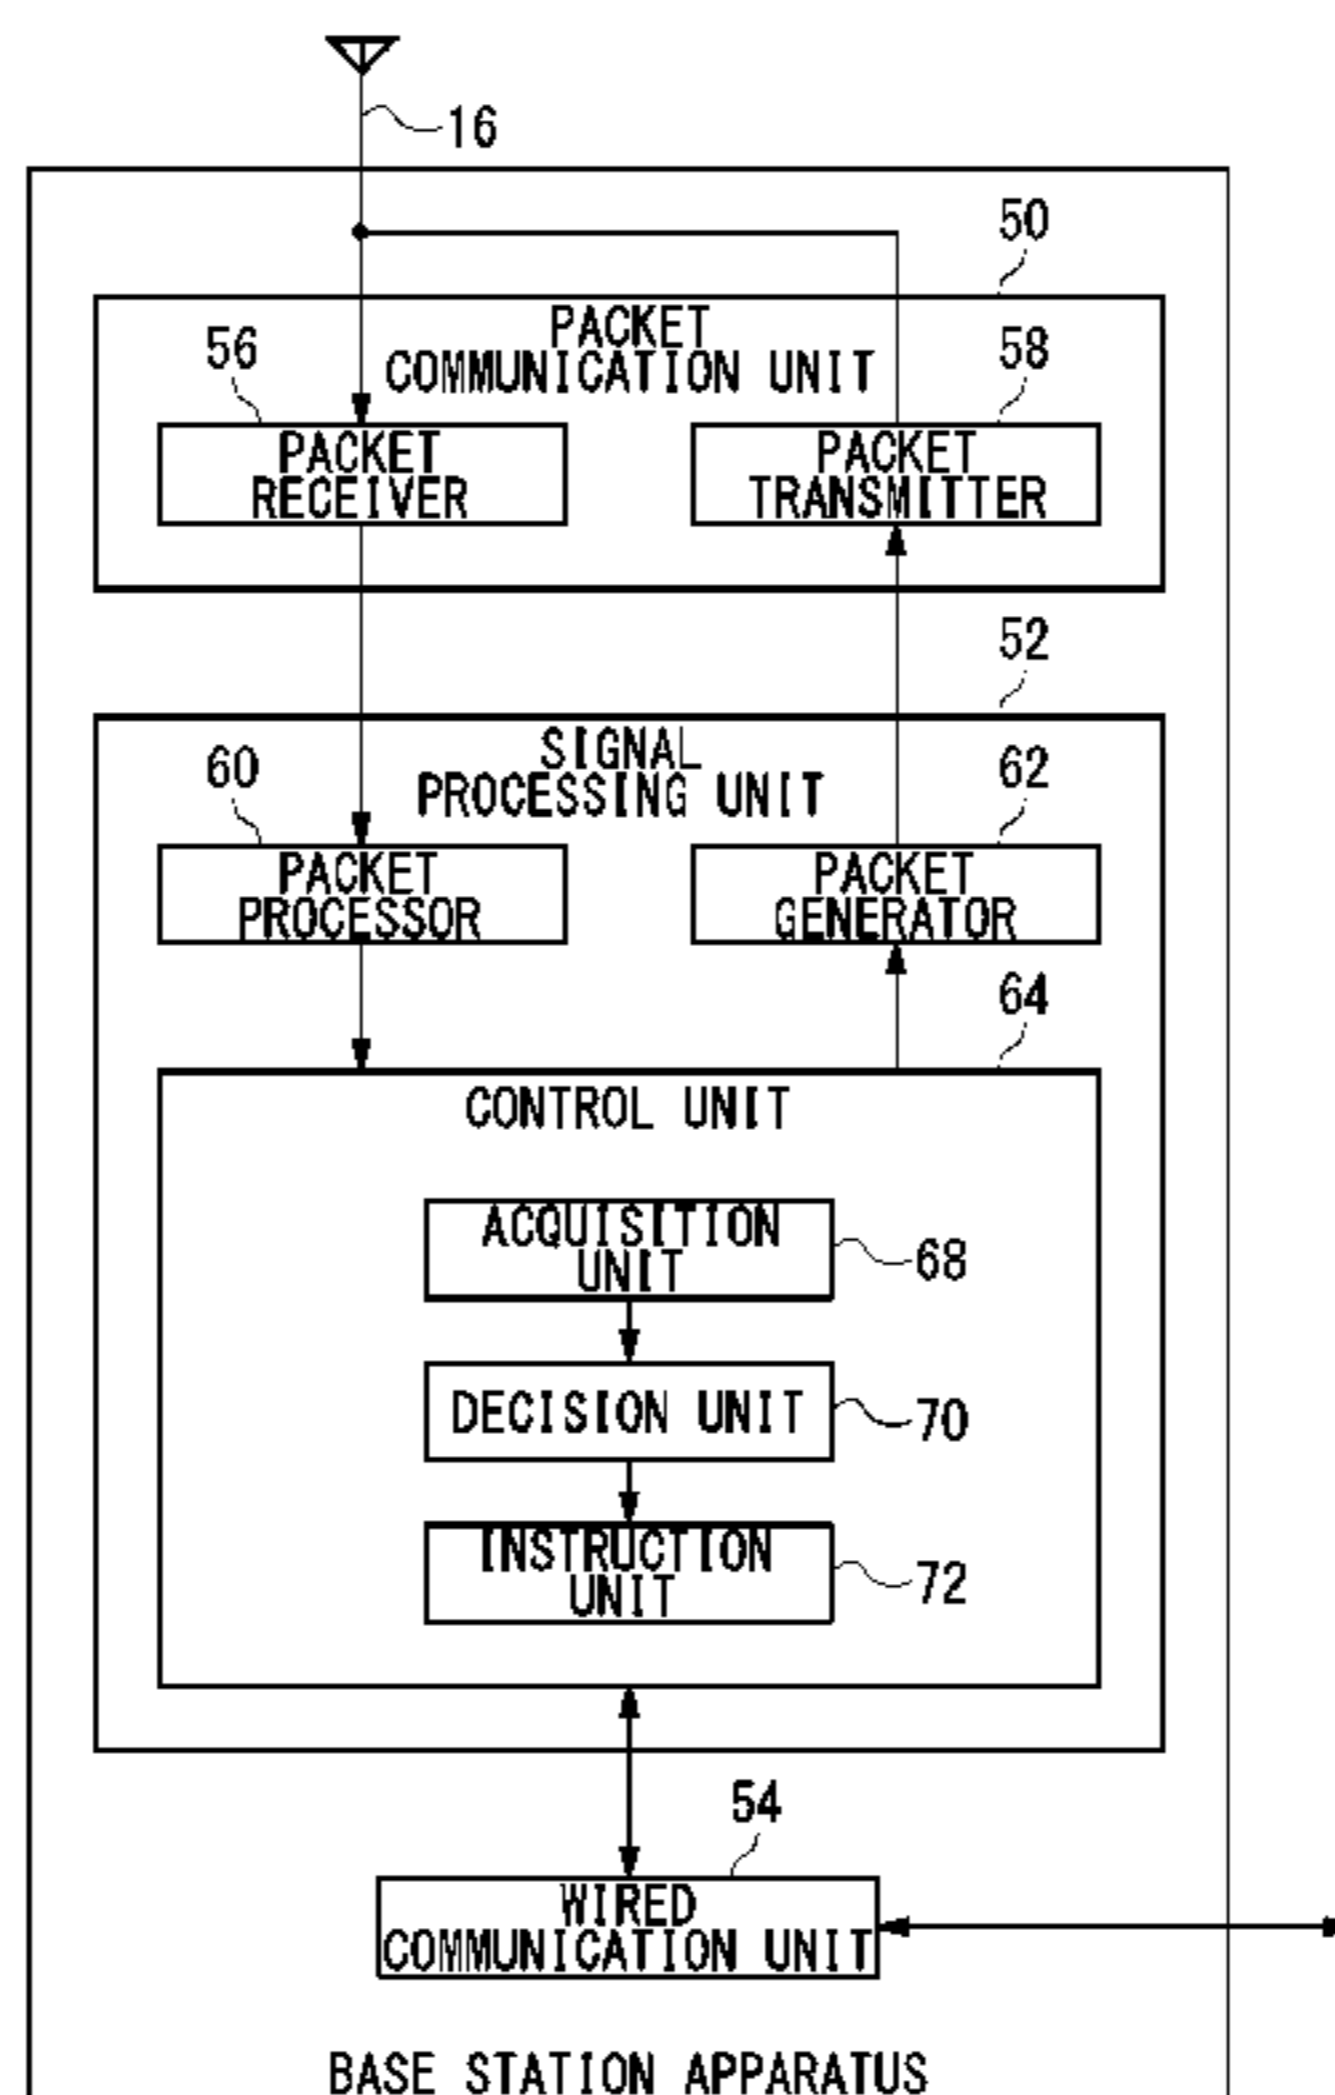 16
50
PACKET
COMMUNICATION UNIT
56
58
PACKET
RECEIVER
PACKET
TRANSMITTER
52
SIGNAL
PROCESSING UNIT
60
62
PACKET
PROCESSOR
PACKET
GENERATOR
64
CONTROL UNIT
ACQUISITION
UNIT
68
DECISION UNIT
70
INSTRUCTION
UNIT
72
54
WIRED
COMMUNICATION UNIT
BASE STATION APPARATUS